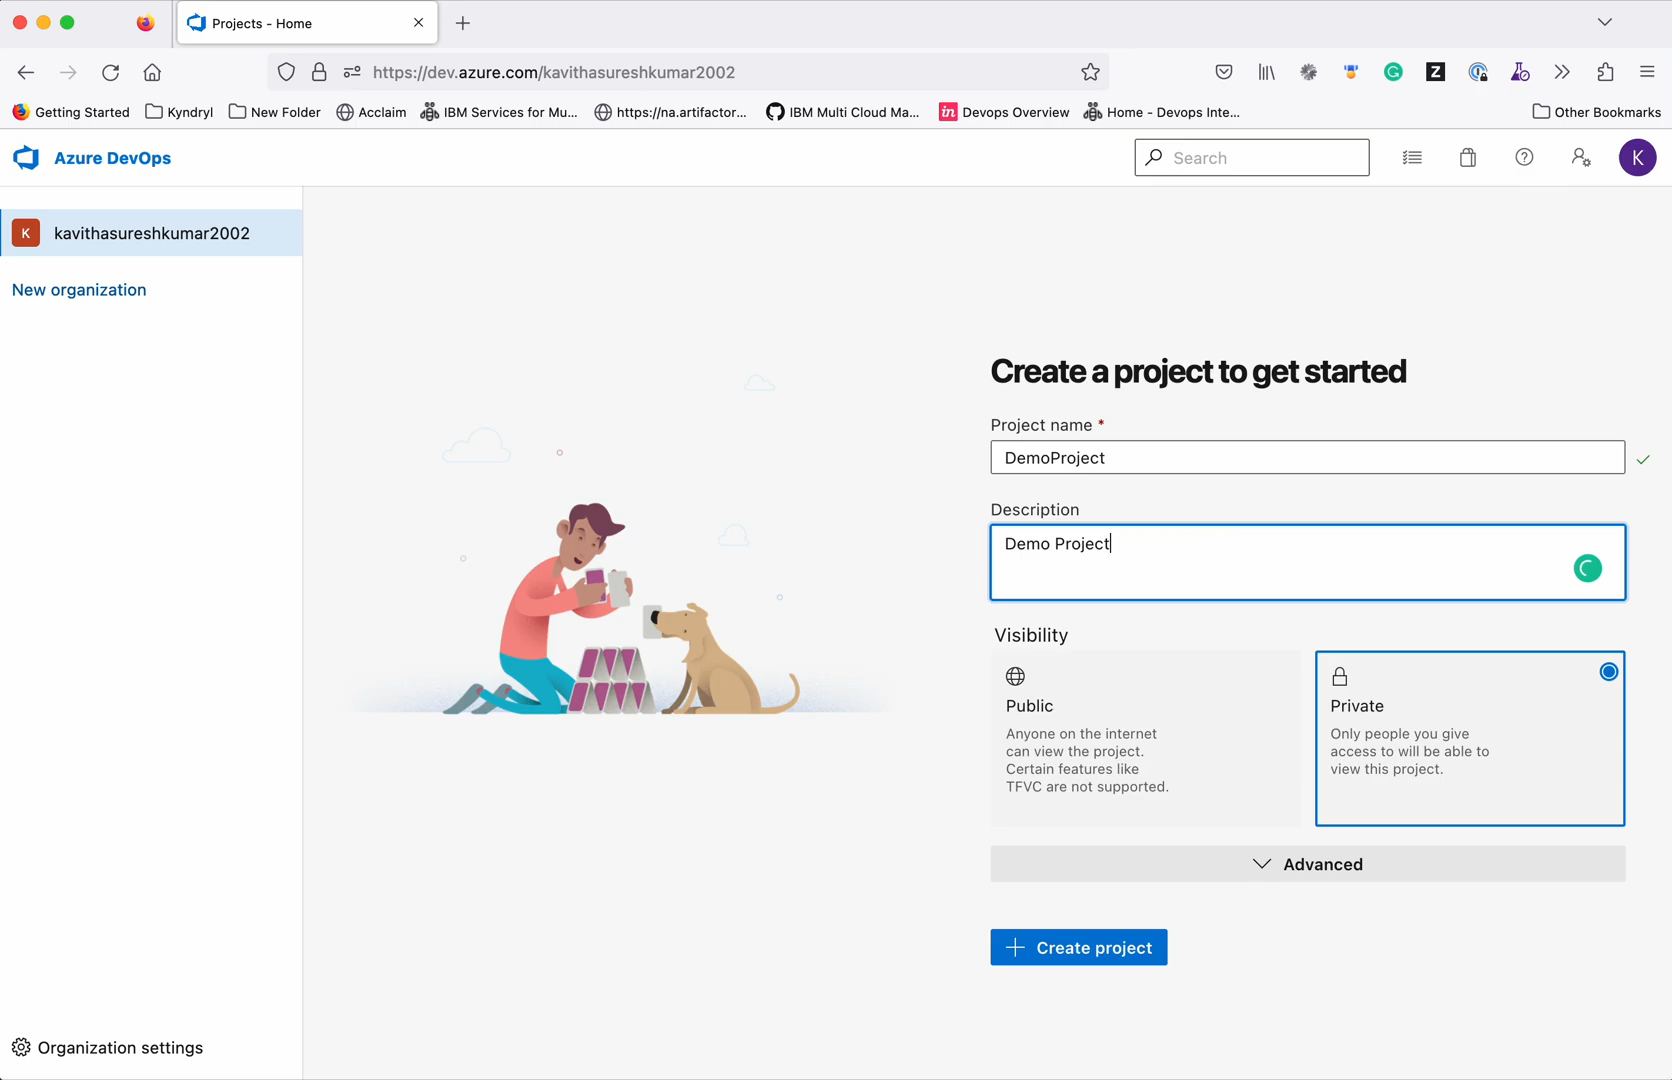 Projects - Home
https://dev.azure.com/kavithasureshkumar2002
Getting Started
Kyndryl
New Folder
Acclaim
IBM Services for Mu...
https://na.artifactor...
IBM Multi Cloud Ma...
in
Devops Overview
Home - Devops Inte...
Other Bookmarks
G
Z
Azure DevOps
Search
K
K
kavithasureshkumar2002
New organization
Create a project to get started
Project name *
DemoProject
Description
Demo Project
Visibility
Public
Anyone on the internet
can view the project.
Certain features like
TFVC are not supported.
Private
Only people you give
access to will be able to
view this project.
Advanced
Create project
Organization settings